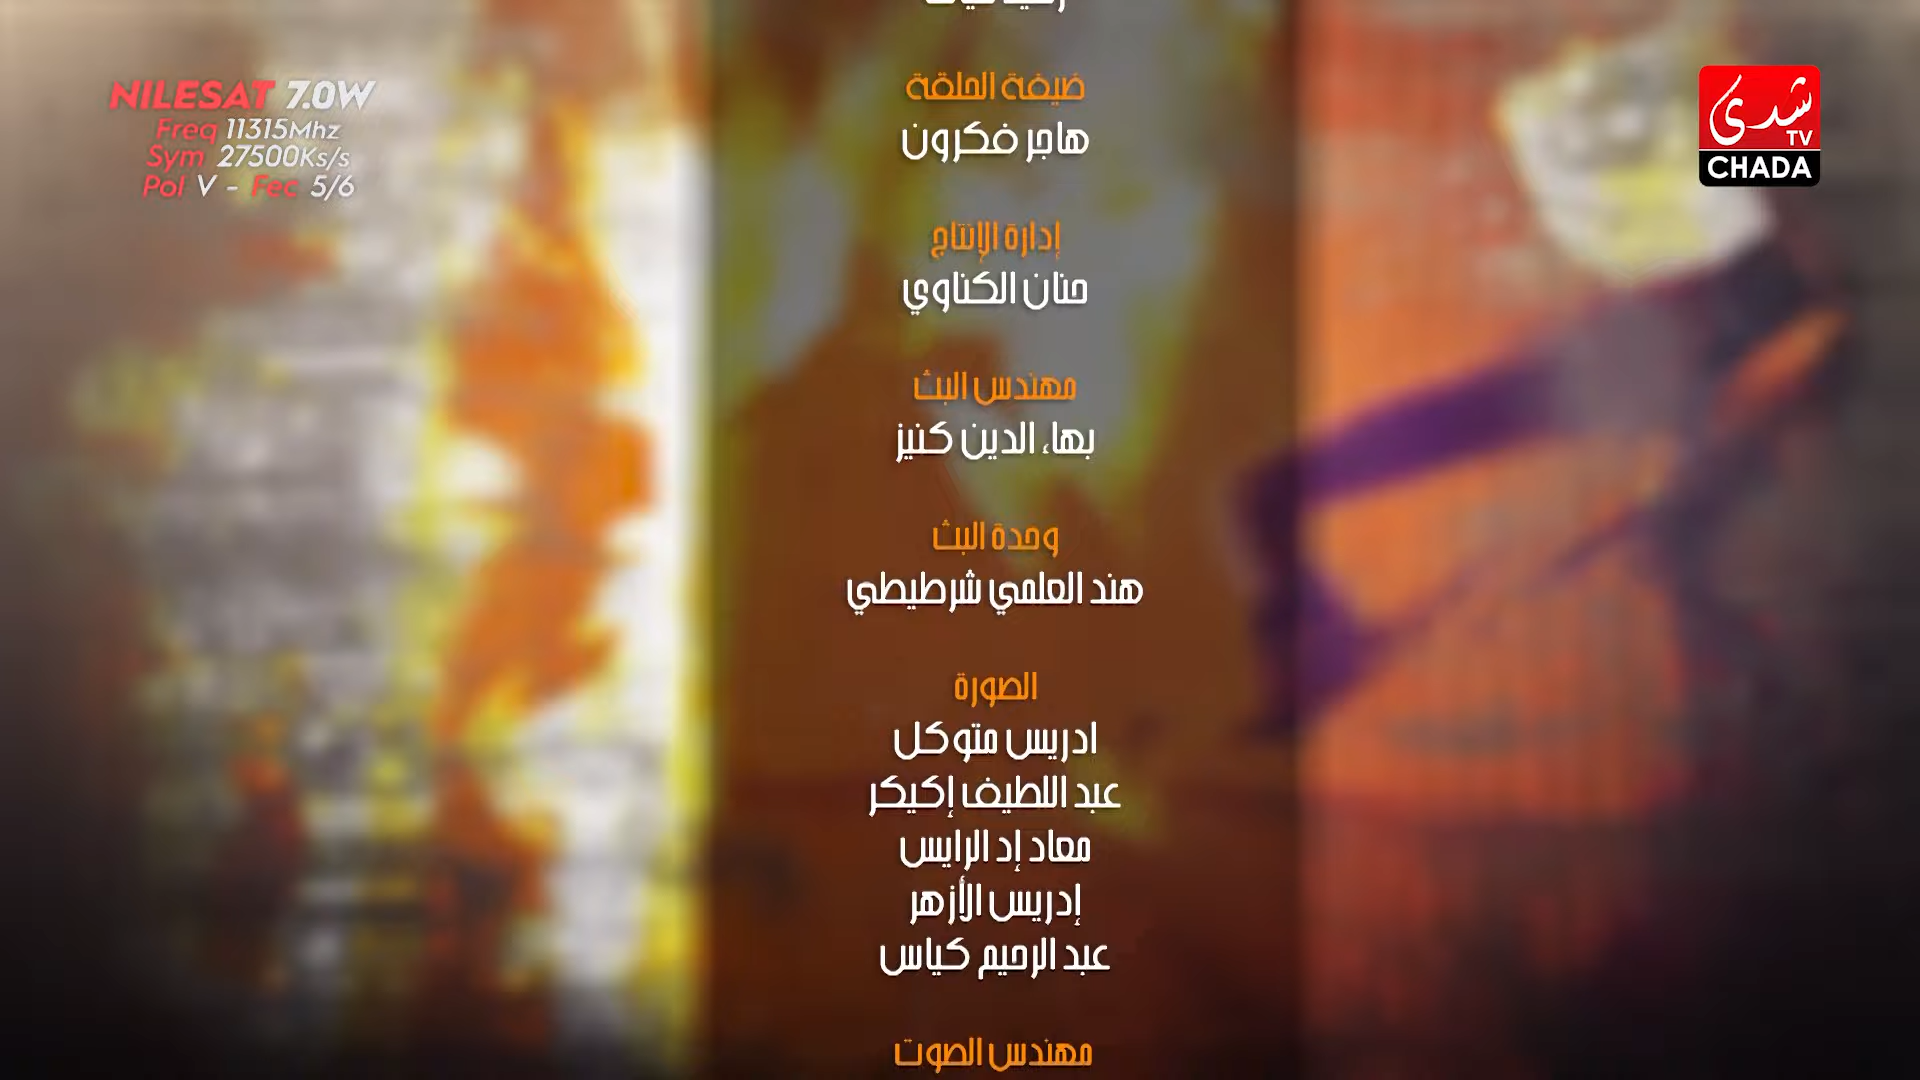 NILESAT 7.0W
Freq 11315Mhz
Sym 27500Ks/s
Pol V - Fec 5/6
شدى
TV
CHADA
ضيفة الحلقة
هاجر فكرون
إدارة الإنتاج
حنان الكتاوي
مهندس البث
بهاء الدين كنيز
وحدة البث
هند العلمي شرطيطي
الصورة
ادريس متوكل
عبد اللطيف إكيكر
معاد إد الرايس
إدريس الأزهر
عبد الرحيم كياس
مهندس الصوت